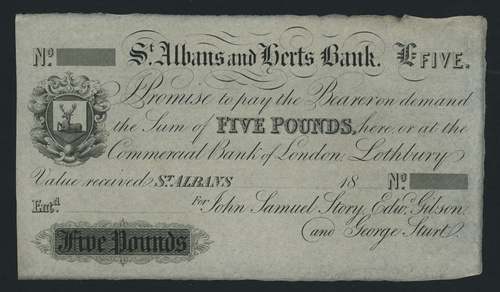 No. St. Albans and Herts Bank. £FIVE.
I Promise to pay the Bearer on demand
the Sum of FIVE POUNDS, here, or at the
Commercial Bank of London, Lothbury
Value received, ST. ALBANS 18 No.
Entd. For John Samuel Story, Edwd. Gibson
and George Sturt.
Five Pounds